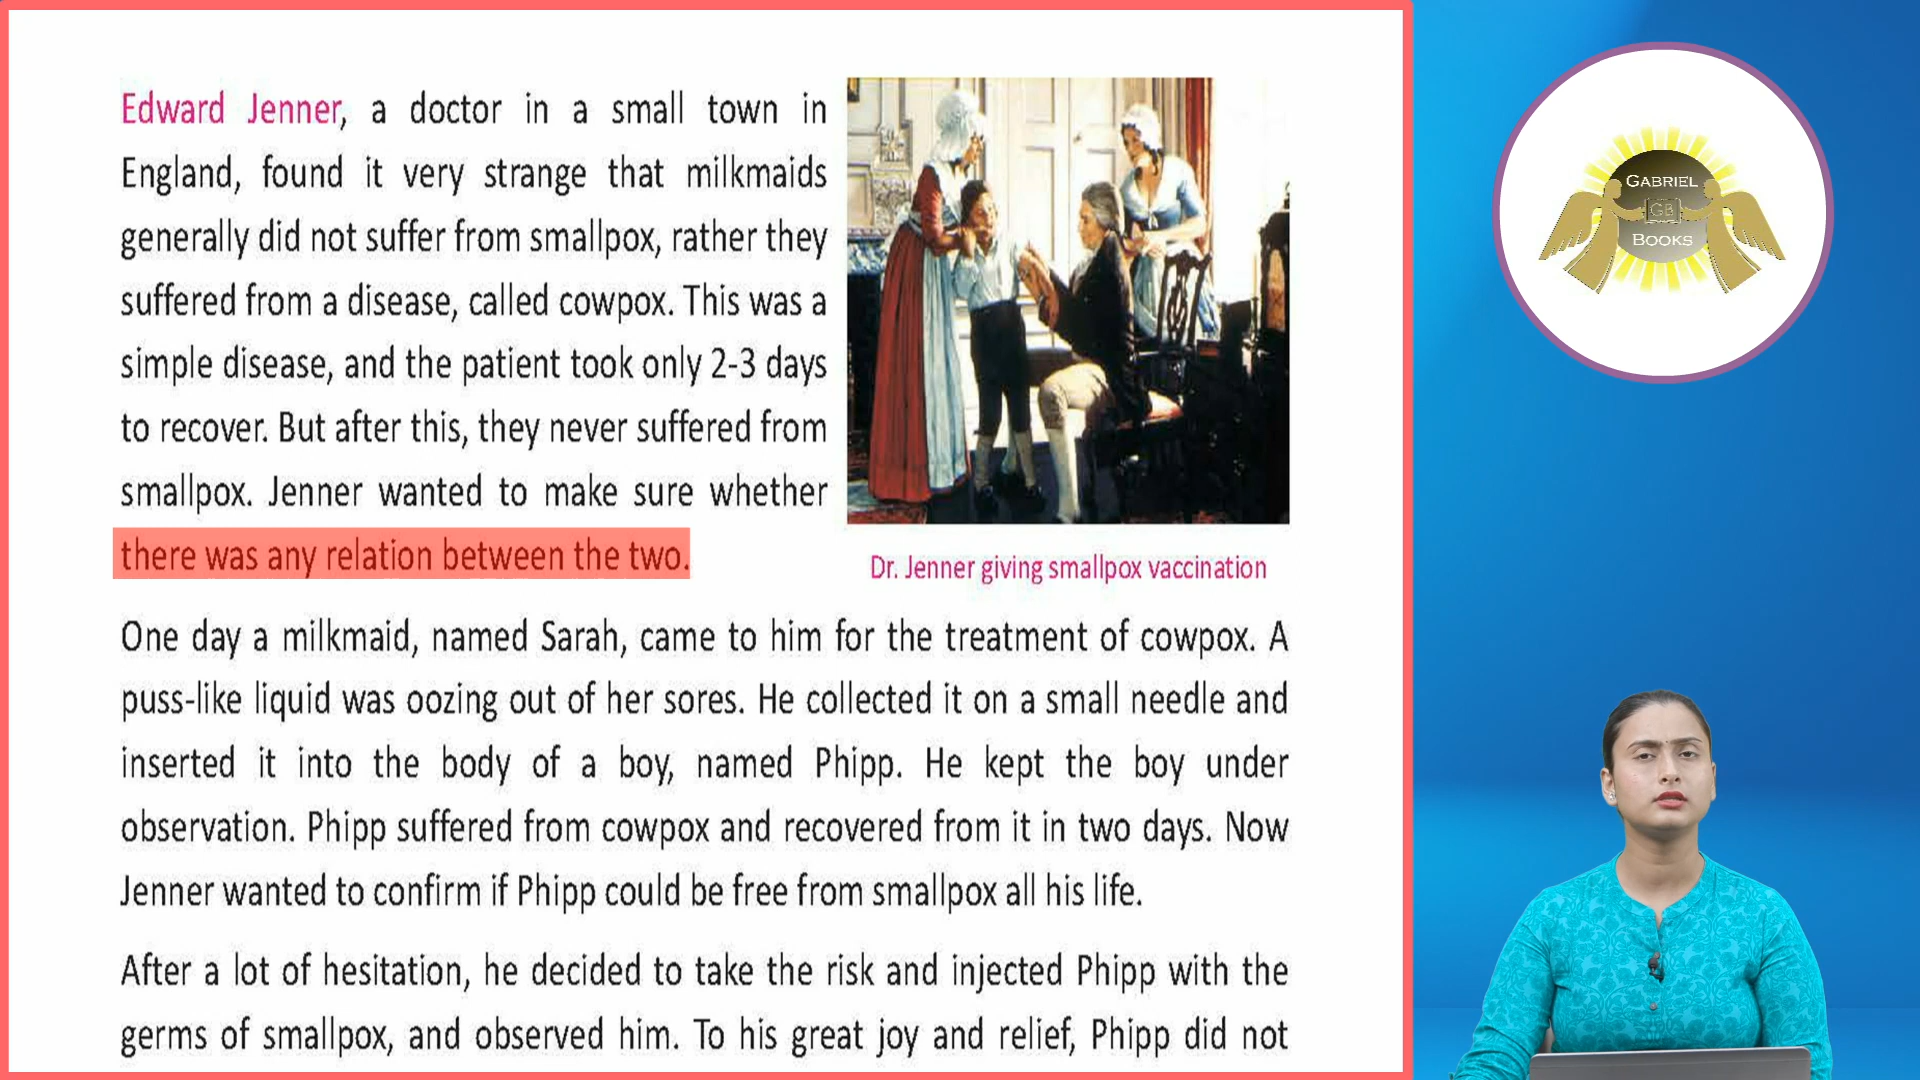 Edward Jenner, a doctor in a small town in
England, found it very strange that milkmaids
generally did not suffer from smallpox, rather they
suffered from a disease, called cowpox. This was a
simple disease, and the patient took only 2-3 days
to recover. But after this, they never suffered from
smallpox. Jenner wanted to make sure whether
there was any relation between the two.
Dr. Jenner giving smallpox vaccination
One day a milkmaid, named Sarah, came to him for the treatment of cowpox. A
puss-like liquid was oozing out of her sores. He collected it on a small needle and
inserted it into the body of a boy, named Phipp. He kept the boy under
observation. Phipp suffered from cowpox and recovered from it in two days. Now
Jenner wanted to confirm if Phipp could be free from smallpox all his life.
After a lot of hesitation, he decided to take the risk and injected Phipp with the
germs of smallpox, and observed him. To his great joy and relief, Phipp did not
GABRIEL
GB
BOOKS